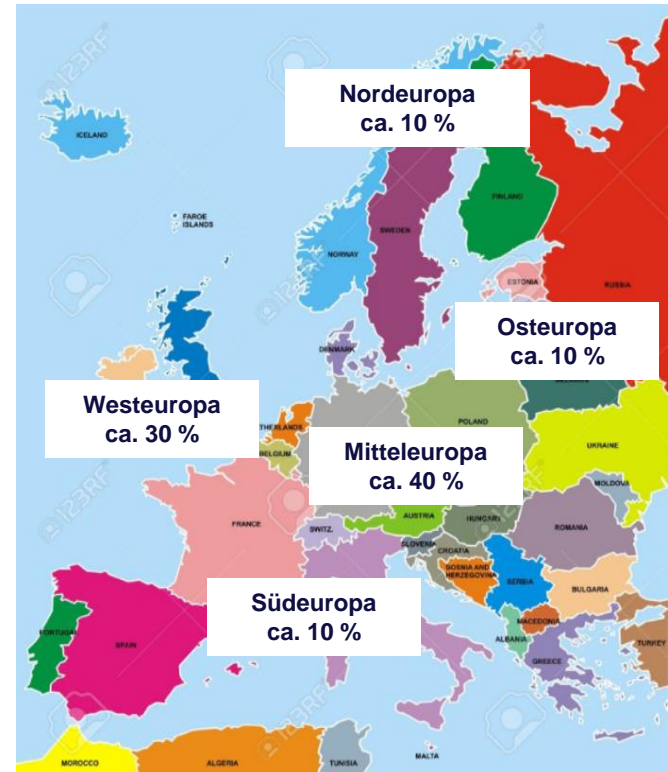 Nordeuropa
ca. 10 %
ICELAND
FINLAND
FAROE
ISLANDS
SWEDEN
NORWAY
ESTONIA
RUSSIA
Osteuropa
ca. 10 %
DENMARK
Westeuropa
ca. 30 %
POLAND
THERLANDS
Mitteleuropa
ca. 40 %
UKRAINE
BELGIUM
MOLDOVA
AUSTRIA
HUNGARY
FRANCE
SWITZ.
ROMANIA
SLOVENIA
CROATIA
BOSNIA AND
HERZEGOVINA
SERBIA
BULGARIA
Südeuropa
ca. 10 %
MACEDONIA
PORTUGAL
SPAIN
ALBANIA
TURKEY
GREECE
MALTA
MOROCCO
ALGERIA
TUNISIA
123RF